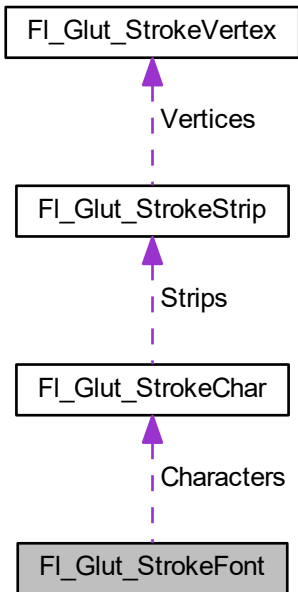 Fl_Glut_StrokeVertex
Vertices
Fl_Glut_StrokeStrip
Strips
Fl_Glut_StrokeChar
Characters
Fl_Glut_StrokeFont